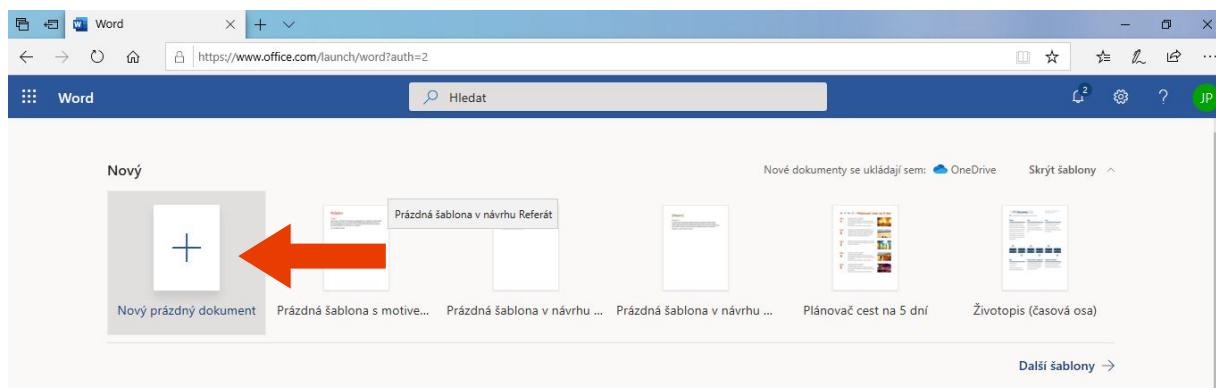 Word
https://www.office.com/launch/word?auth=2
Word
Hledat
2
JP
Nový
Nové dokumenty se ukládají sem: OneDrive
Skrýt šablony
Prázdná šablona v návrhu Referát
Nový prázdný dokument
Prázdná šablona s motive...
Prázdná šablona v návrhu ...
Prázdná šablona v návrhu ...
Plánovač cest na 5 dní
Životopis (časová osa)
Další šablony